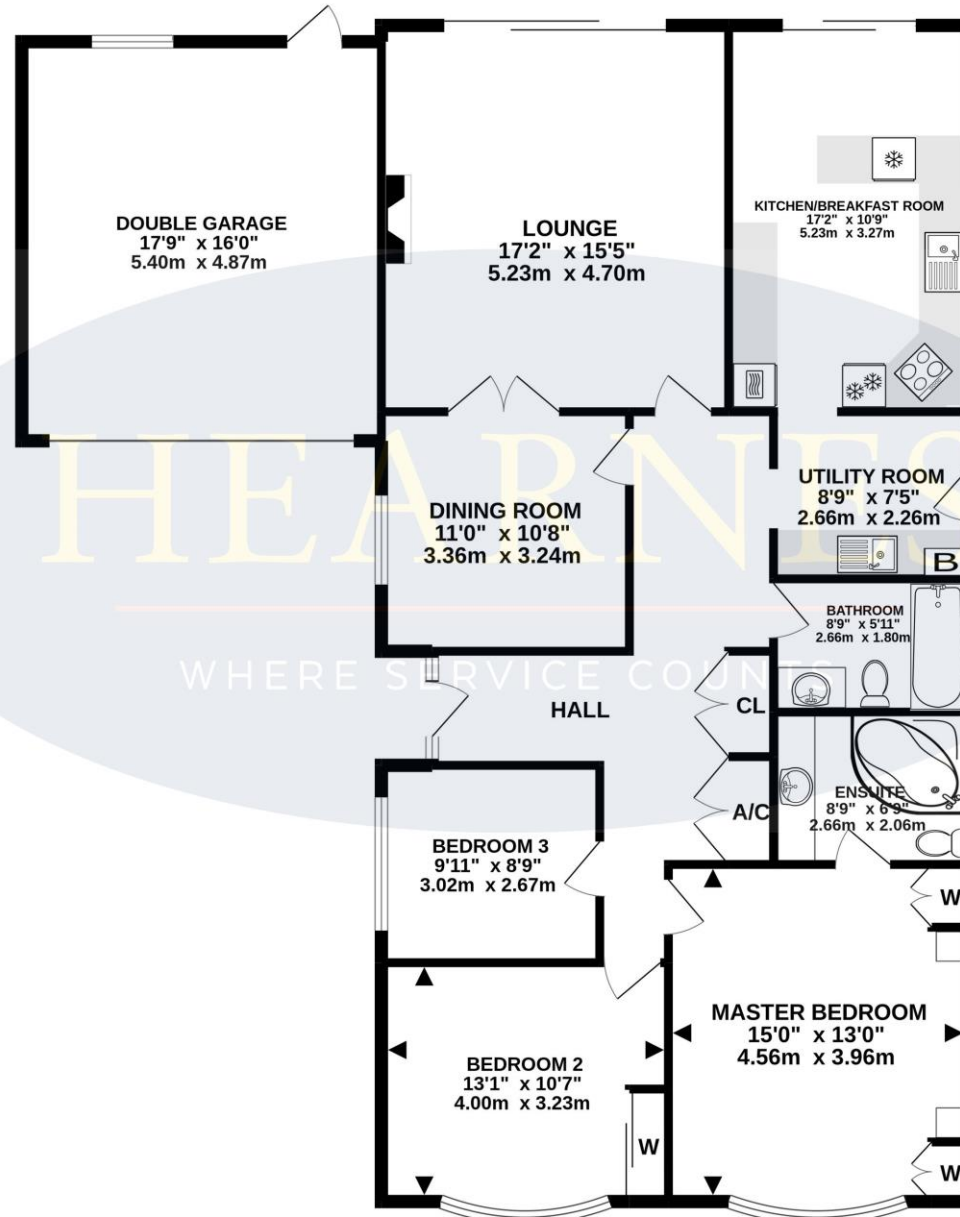 DOUBLE GARAGE
17'9" x 16'0"
5.40m x 4.87m
LOUNGE
17'2" x 15'5"
5.23m x 4.70m
KITCHEN/BREAKFAST ROOM
17'2" x 10'9"
5.23m x 3.27m
DINING ROOM
11'0" x 10'8"
3.36m x 3.24m
UTILITY ROOM
8'9" x 7'5"
2.66m x 2.26m
B
HEARNES
BATHROOM
8'9" x 5'11"
2.66m x 1.80m
WHERE SERVICE COUNTS
HALL
CL
A/C
ENSUITE
8'9" x 6'9"
2.66m x 2.06m
BEDROOM 3
9'11" x 8'9"
3.02m x 2.67m
W
MASTER BEDROOM
15'0" x 13'0"
4.56m x 3.96m
BEDROOM 2
13'1" x 10'7"
4.00m x 3.23m
W
W